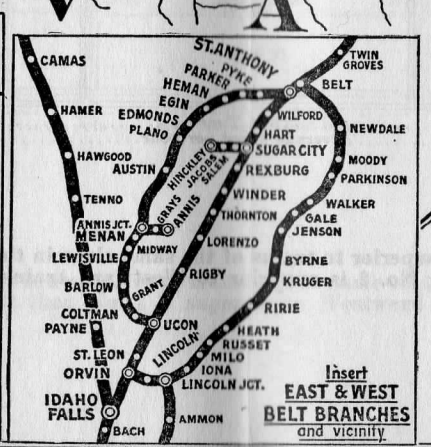 CAMAS
HAMER
HAWGOOD
TENNO
ANNIS JCT.
MENAN
LEWISVILLE
BARLOW
COLTMAN
PAYNE
ST. LEON
ORVIN
IDAHO
FALLS
BACH
ST. ANTHONY
PYKE
PARKER
HEMAN
EGIN
EDMONDS
PLANO
AUSTIN
HINCKLEY
JACOBS
SALEM
GRAYS
ANNIS
MIDWAY
GRANT
UCON
LINCOLN
TWIN
GROVES
BELT
WILFORD
HART
SUGAR CITY
REXBURG
WINDER
THORNTON
LORENZO
RIGBY
NEWDALE
MOODY
PARKINSON
WALKER
GALE
JENSON
BYRNE
KRUGER
RIRIE
HEATH
RUSSET
MILO
IONA
LINCOLN JCT.
AMMON
Insert
EAST & WEST
BELT BRANCHES
and vicinity